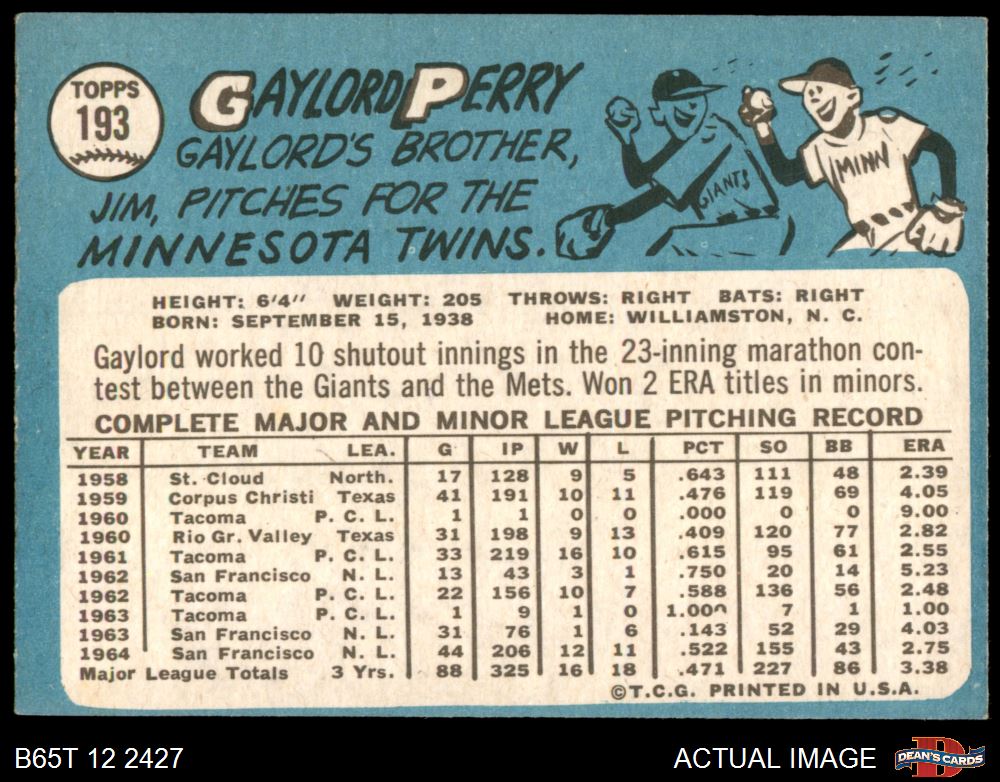 TOPPS
193
GAYLORD PERRY
GAYLORD'S BROTHER,
JIM, PITCHES FOR THE
MINNESOTA TWINS.
GIANTS
MINN
HEIGHT: 6'4" WEIGHT: 205 THROWS: RIGHT BATS: RIGHT
BORN: SEPTEMBER 15, 1938 HOME: WILLIAMSTON, N. C.
Gaylord worked 10 shutout innings in the 23-inning marathon con-
test between the Giants and the Mets. Won 2 ERA titles in minors.
COMPLETE MAJOR AND MINOR LEAGUE PITCHING RECORD
YEAR TEAM LEA. G IP W L PCT SO BB ERA
1958 St. Cloud North. 17 128 9 5 .643 111 48 2.39
1959 Corpus Christi Texas 41 191 10 11 .476 119 69 4.05
1960 Tacoma P. C. L. 1 1 0 0 .000 0 0 9.00
1960 Rio Gr. Valley Texas 31 198 9 13 .409 120 77 2.82
1961 Tacoma P. C. L. 33 219 16 10 .615 95 61 2.55
1962 San Francisco N. L. 13 43 3 1 .750 20 14 5.23
1962 Tacoma P. C. L. 22 156 10 7 .588 136 56 2.48
1963 Tacoma P. C. L. 1 9 1 0 1.000 7 1 1.00
1963 San Francisco N. L. 31 76 1 6 .143 52 29 4.03
1964 San Francisco N. L. 44 206 12 11 .522 155 43 2.75
Major League Totals 3 Yrs. 88 325 16 18 .471 227 86 3.38
©T.C.G. PRINTED IN U.S.A.
B65T 12 2427
ACTUAL IMAGE
D
DEAN'S CARDS